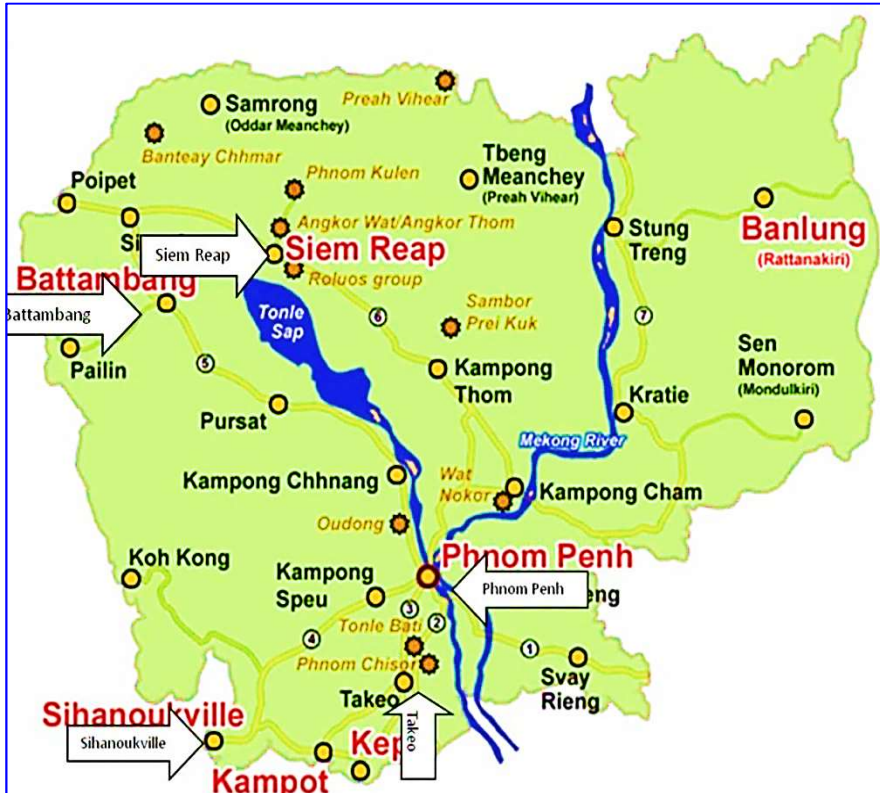 Preah Vihear
Samrong
(Oddar Meanchey)
Banteay Chhmar
Tbeng
Meanchey
(Preah Vihear)
Phnom Kulen
Poipet
Banlung
(Rattanakiri)
Angkor Wat/Angkor Thom
Stung
Treng
Siem Reap
Siem Reap
Roluos group
Battambang
Battambang
Tonle
Sap
Sambor
Prei Kuk
6
7
Pailin
5
Sen
Monorom
(Mondulkiri)
Kampong
Thom
Kratie
Pursat
Mekong River
Kampong Chhnang
Wat
Nokor
Kampong Cham
Oudong
Phnom Penh
Koh Kong
Kampong
Speu
Phnom Penh
3
Tonle Bati
2
4
1
Phnom Chisor
Svay
Rieng
Takeo
Takeo
Sihanoukville
Sihanoukville
Kep
Kampot